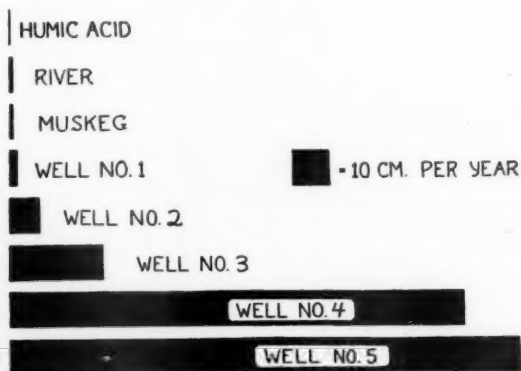 HUMIC ACID
RIVER
MUSKEG
WELL NO. 1
- 10 CM. PER YEAR
WELL NO. 2
WELL NO. 3
WELL NO. 4
WELL NO. 5